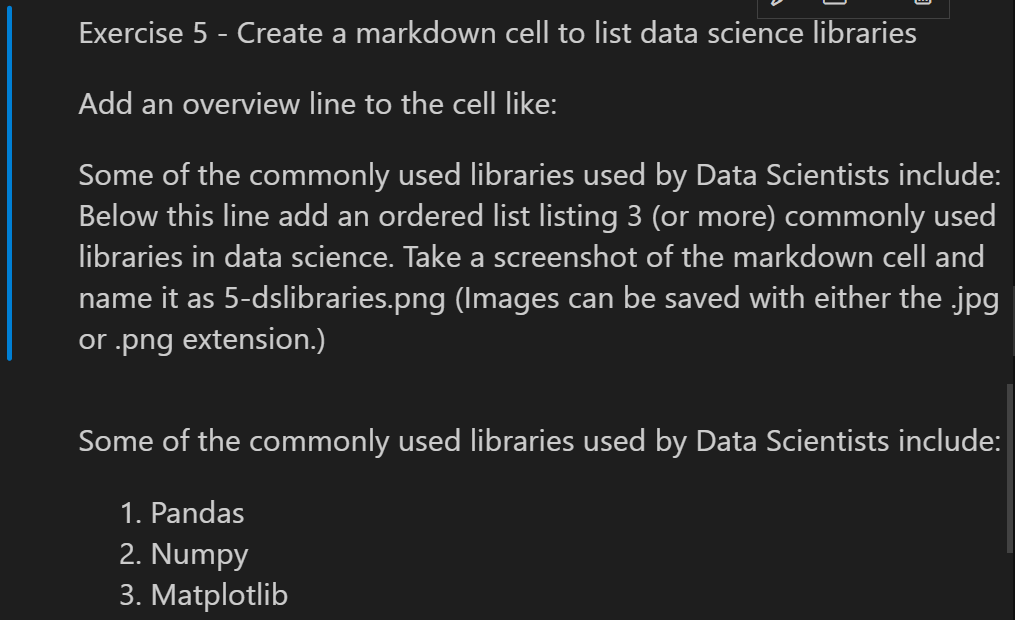 Exercise 5 - Create a markdown cell to list data science libraries
Add an overview line to the cell like:
Some of the commonly used libraries used by Data Scientists include:
Below this line add an ordered list listing 3 (or more) commonly used
libraries in data science. Take a screenshot of the markdown cell and
name it as 5-dslibraries.png (Images can be saved with either the .jpg
or .png extension.)
Some of the commonly used libraries used by Data Scientists include:
1. Pandas
2. Numpy
3. Matplotlib